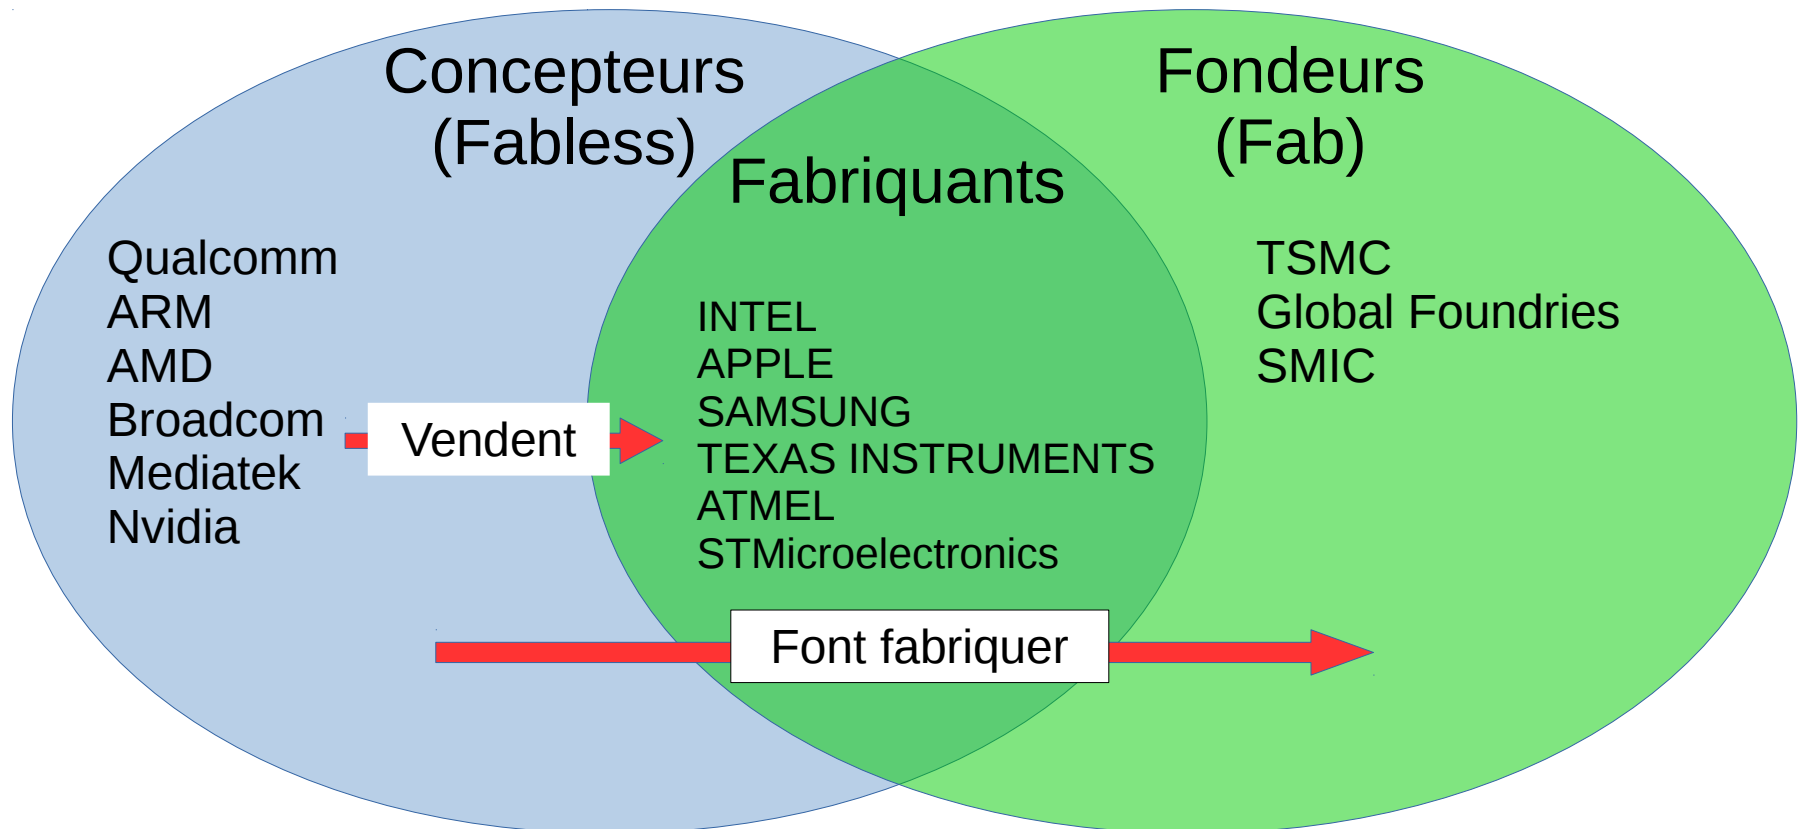 Concepteurs
(Fabless)
Fondeurs
(Fab)
Fabriquants
Qualcomm
ARM
AMD
Broadcom
Mediatek
Nvidia
Vendent
INTEL
APPLE
SAMSUNG
TEXAS INSTRUMENTS
ATMEL
STMicroelectronics
TSMC
Global Foundries
SMIC
Font fabriquer